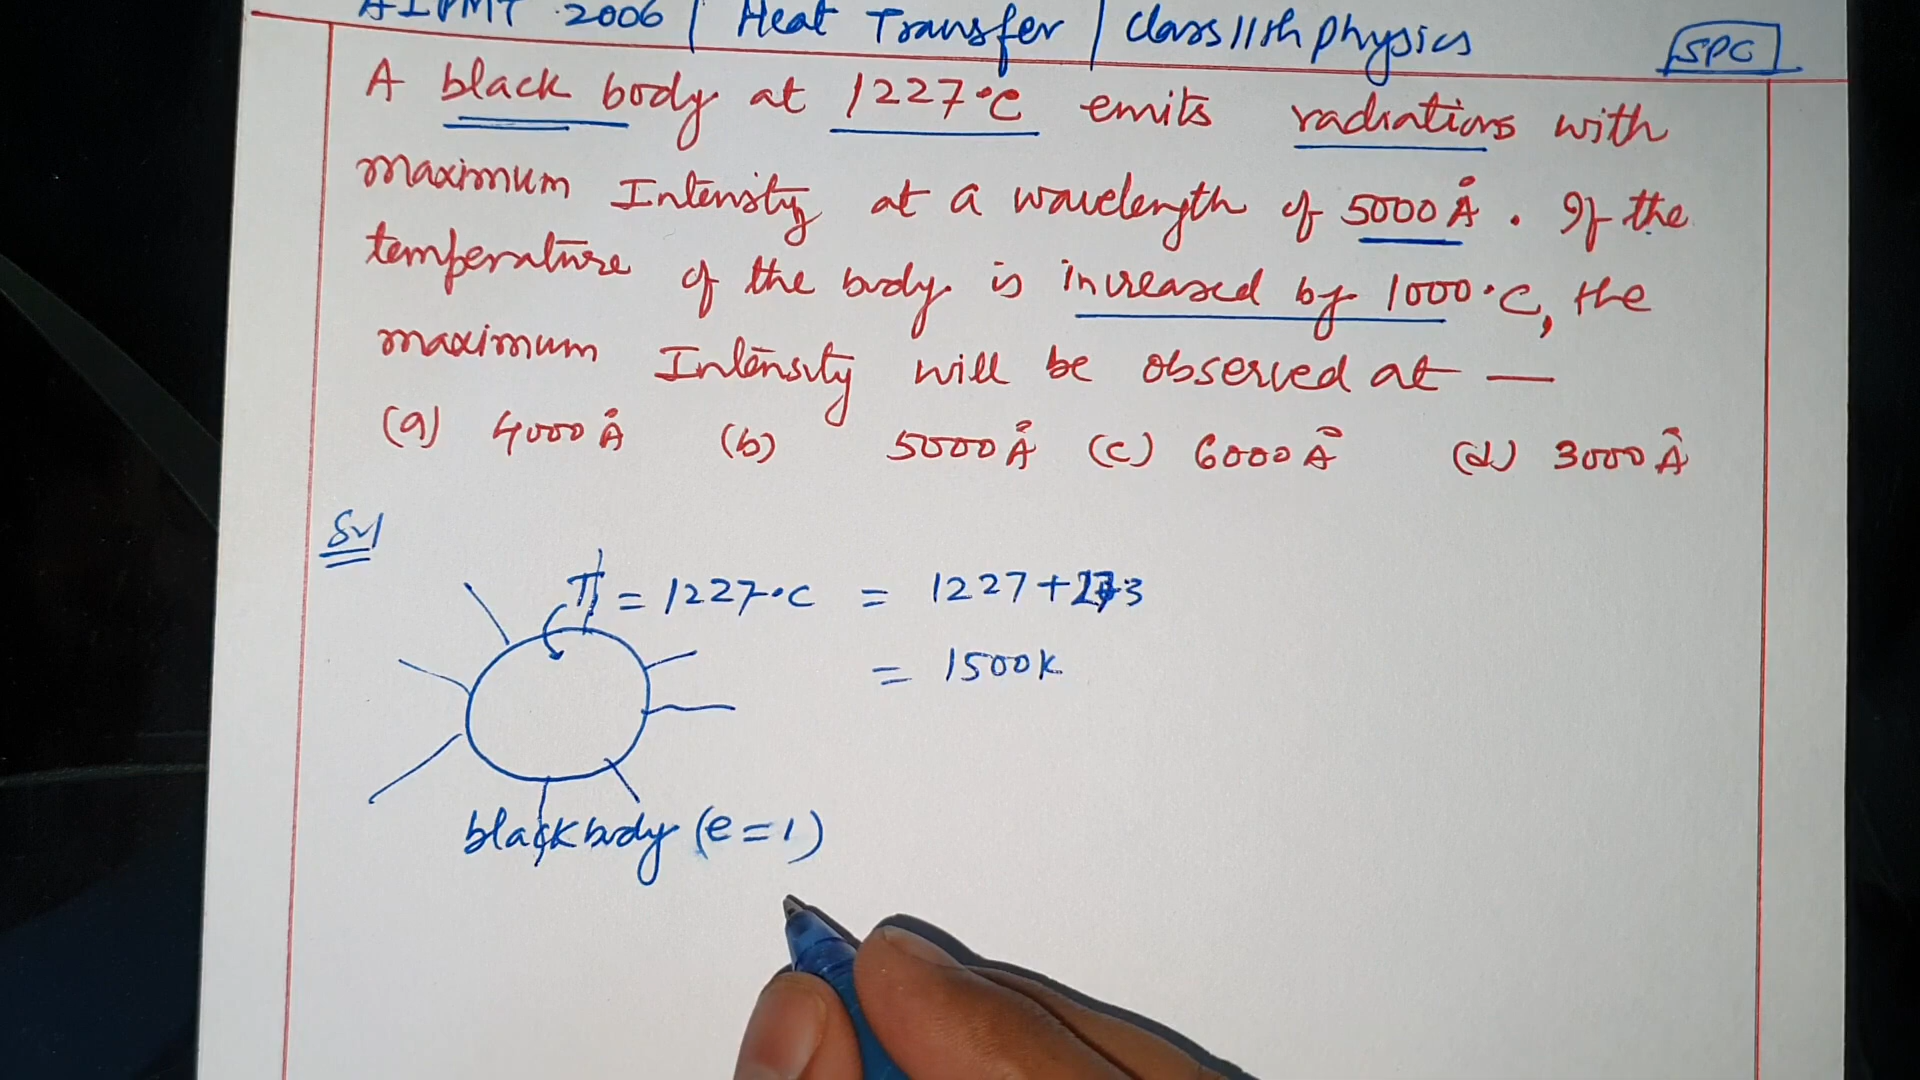 AIPMT 2006 | Heat Transfer | Class 11th physics
SPC
A black body at 1227°C emits radiations with
maximum Intensity at a wavelength of 5000 Å. If the
temperature of the body is increased by 1000°C, the
maximum Intensity will be observed at —
(a) 4000 Å (b) 5000 Å (c) 6000 Å (d) 3000 Å
Sol
= 1227°C = 1227+273
= 1500K
black body (e=1)